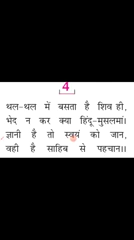 4
थल-थल में बसता है शिव ही,
भेद न कर क्या हिंदू-मुसलमां।
ज्ञानी है तो स्वयं को जान,
वही है साहिब से पहचान।।